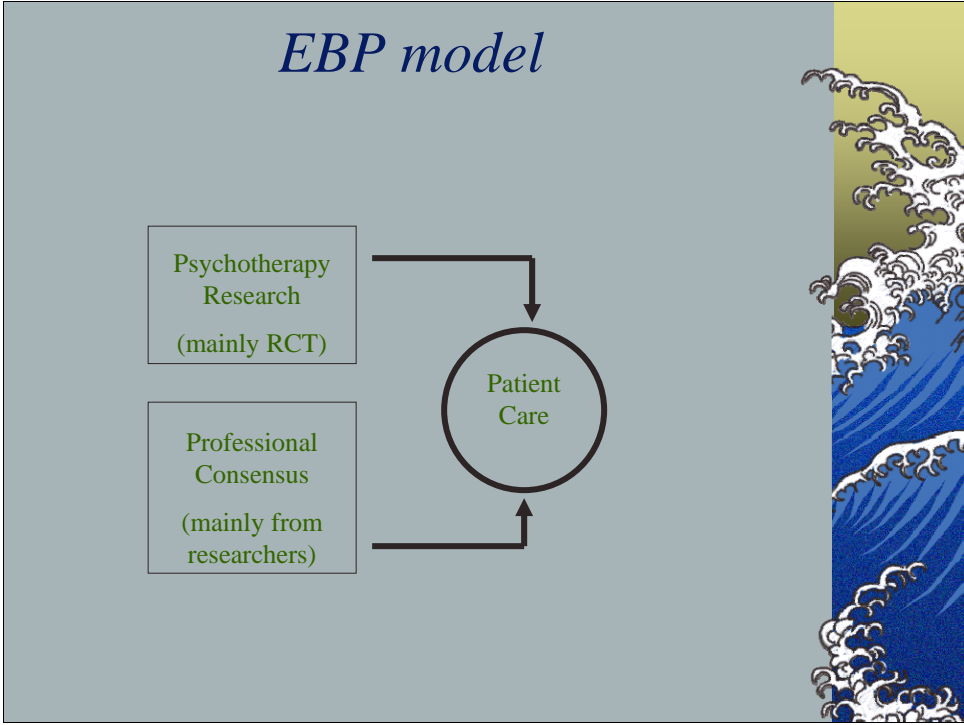 EBP model
Psychotherapy
Research
(mainly RCT)
Patient
Care
Professional
Consensus
(mainly from
researchers)